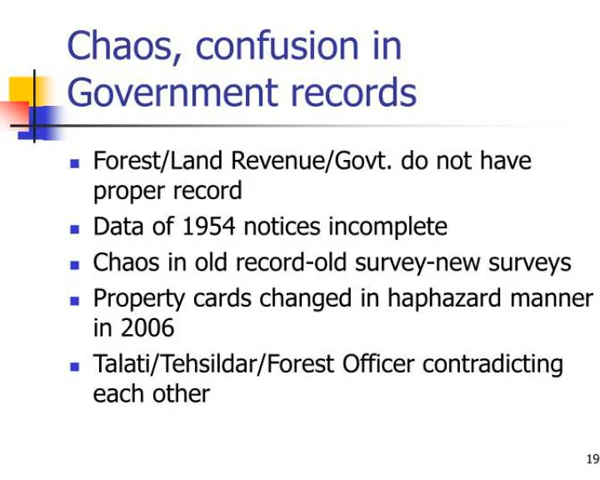 Chaos, confusion in
Government records
Forest/Land Revenue/Govt. do not have
proper record
Data of 1954 notices incomplete
Chaos in old record-old survey-new surveys
Property cards changed in haphazard manner
in 2006
Talati/Tehsildar/Forest Officer contradicting
each other
19